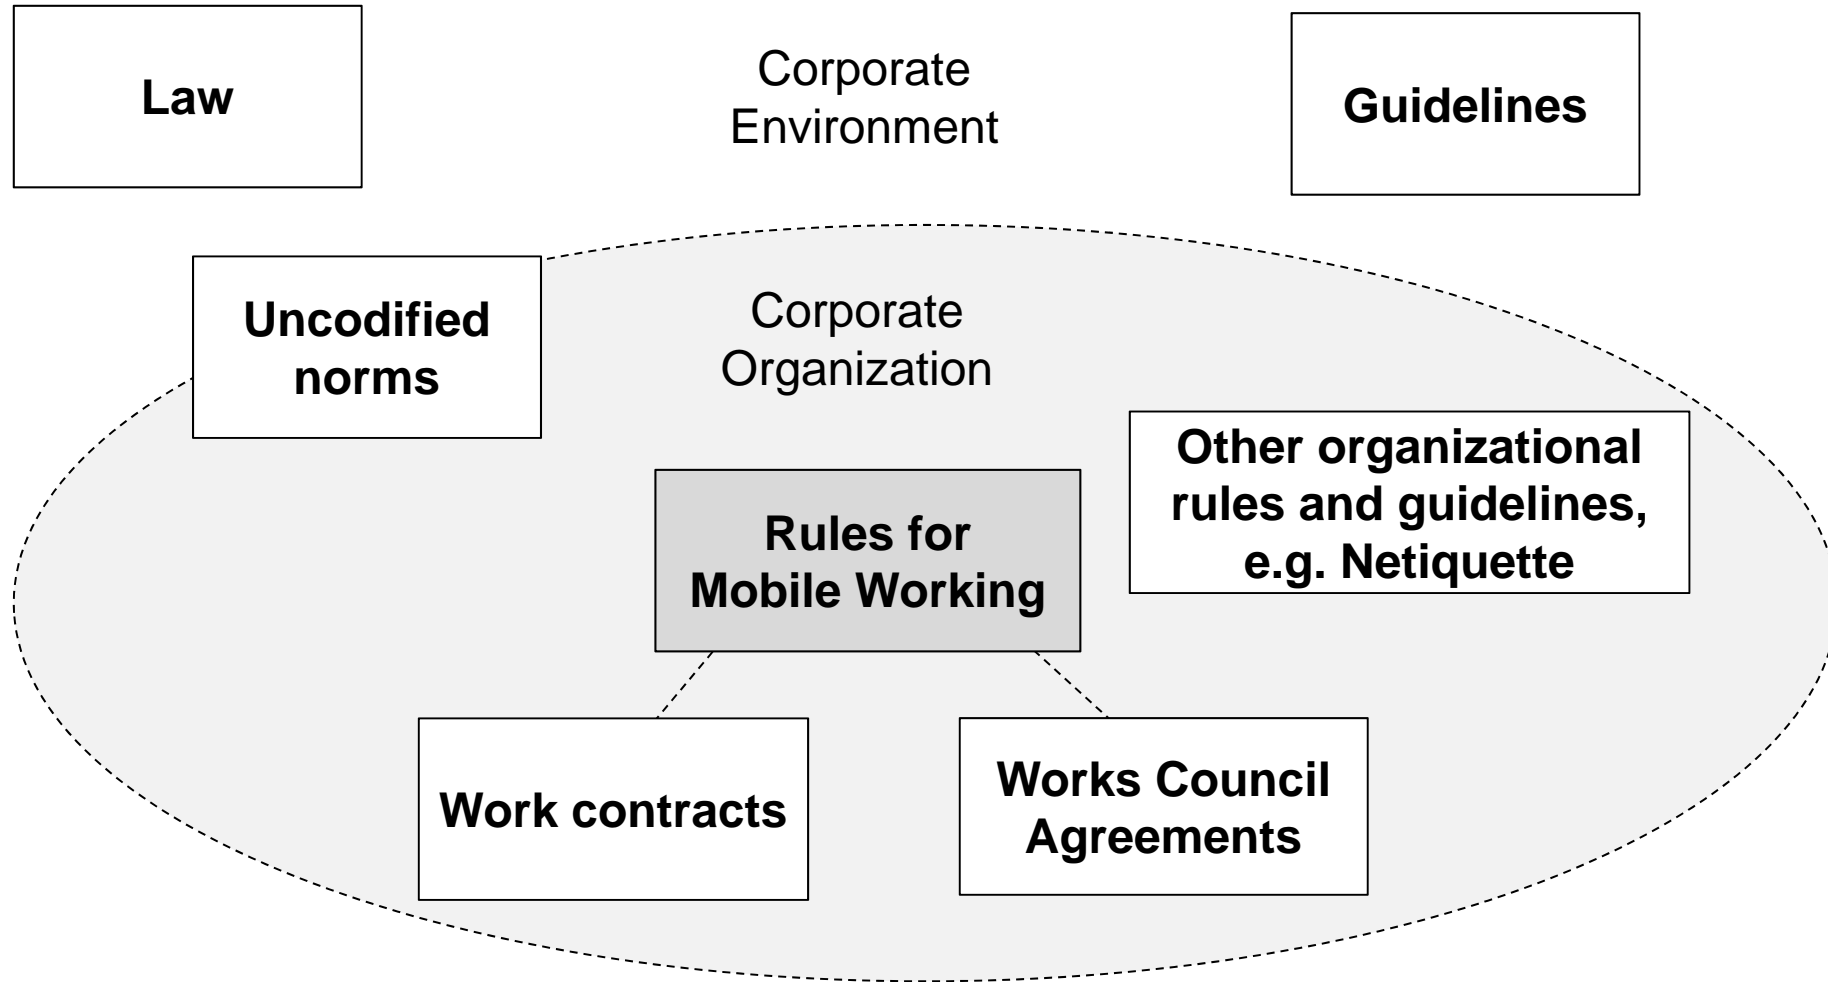 Law
Corporate
Environment
Guidelines
Uncodified
norms
Corporate
Organization
Other organizational
rules and guidelines,
e.g. Netiquette
Rules for
Mobile Working
Work contracts
Works Council
Agreements